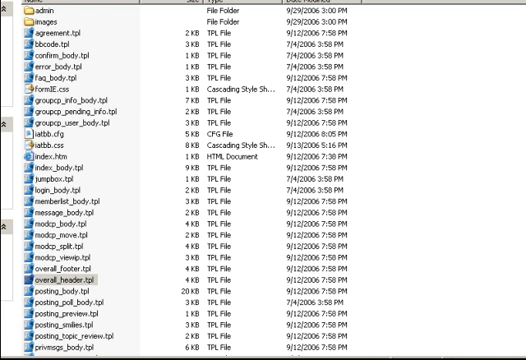 admin File Folder 9/29/2006 3:00 PM
images File Folder 9/29/2006 3:00 PM
agreement.tpl 2 KB TPL File 9/12/2006 7:58 PM
bbcode.tpl 3 KB TPL File 7/4/2006 3:58 PM
confirm_body.tpl 1 KB TPL File 7/4/2006 3:58 PM
error_body.tpl 1 KB TPL File 7/4/2006 3:58 PM
faq_body.tpl 3 KB TPL File 9/12/2006 7:58 PM
formIE.css 1 KB Cascading Style Sh... 7/4/2006 3:58 PM
groupcp_info_body.tpl 7 KB TPL File 9/12/2006 7:58 PM
groupcp_pending_info.tpl 2 KB TPL File 7/4/2006 3:58 PM
groupcp_user_body.tpl 3 KB TPL File 9/12/2006 7:58 PM
iatbb.cfg 5 KB CFG File 9/12/2006 8:05 PM
iatbb.css 8 KB Cascading Style Sh... 9/13/2006 5:16 PM
index.htm 1 KB HTML Document 9/12/2006 7:38 PM
index_body.tpl 9 KB TPL File 9/12/2006 7:58 PM
jumpbox.tpl 1 KB TPL File 7/4/2006 3:58 PM
login_body.tpl 3 KB TPL File 7/4/2006 3:58 PM
memberlist_body.tpl 3 KB TPL File 9/12/2006 7:58 PM
message_body.tpl 2 KB TPL File 9/12/2006 7:58 PM
modcp_body.tpl 4 KB TPL File 9/12/2006 7:58 PM
modcp_move.tpl 2 KB TPL File 9/12/2006 7:58 PM
modcp_split.tpl 4 KB TPL File 9/12/2006 7:58 PM
modcp_viewip.tpl 3 KB TPL File 9/12/2006 7:58 PM
overall_footer.tpl 4 KB TPL File 9/12/2006 7:58 PM
overall_header.tpl 4 KB TPL File 9/12/2006 7:58 PM
posting_body.tpl 20 KB TPL File 9/12/2006 7:58 PM
posting_poll_body.tpl 3 KB TPL File 7/4/2006 3:58 PM
posting_preview.tpl 1 KB TPL File 9/12/2006 7:58 PM
posting_smilies.tpl 3 KB TPL File 9/12/2006 7:58 PM
posting_topic_review.tpl 2 KB TPL File 9/12/2006 7:58 PM
privmsgs_body.tpl 6 KB TPL File 9/12/2006 7:58 PM